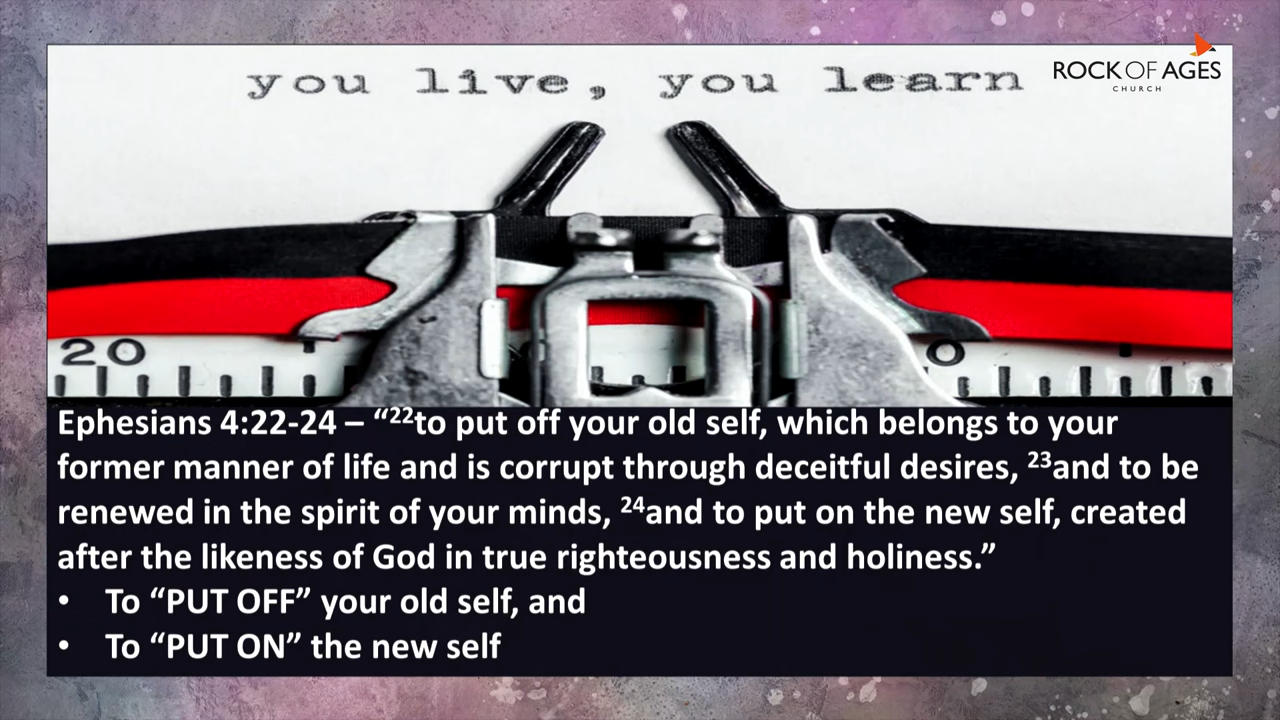 you live, you learn
ROCK OF AGES
CHURCH
20
0
Ephesians 4:22-24 – “²²to put off your old self, which belongs to your
former manner of life and is corrupt through deceitful desires, ²³and to be
renewed in the spirit of your minds, ²⁴and to put on the new self, created
after the likeness of God in true righteousness and holiness.”
• To “PUT OFF” your old self, and
• To “PUT ON” the new self